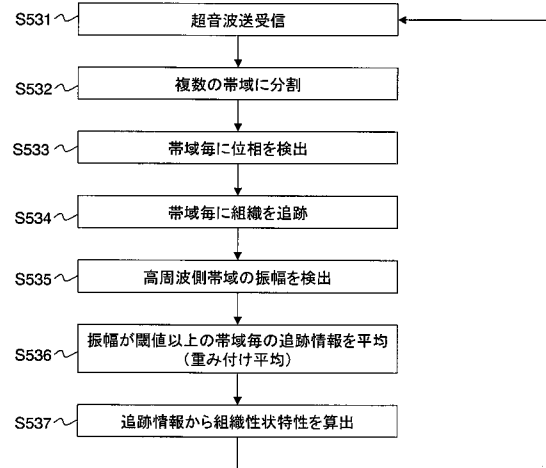 S531 超音波送受信
S532 複数の帯域に分割
S533 帯域毎に位相を検出
S534 帯域毎に組織を追跡
S535 高周波側帯域の振幅を検出
S536 振幅が閾値以上の帯域毎の追跡情報を平均
(重み付け平均)
S537 追跡情報から組織性状特性を算出